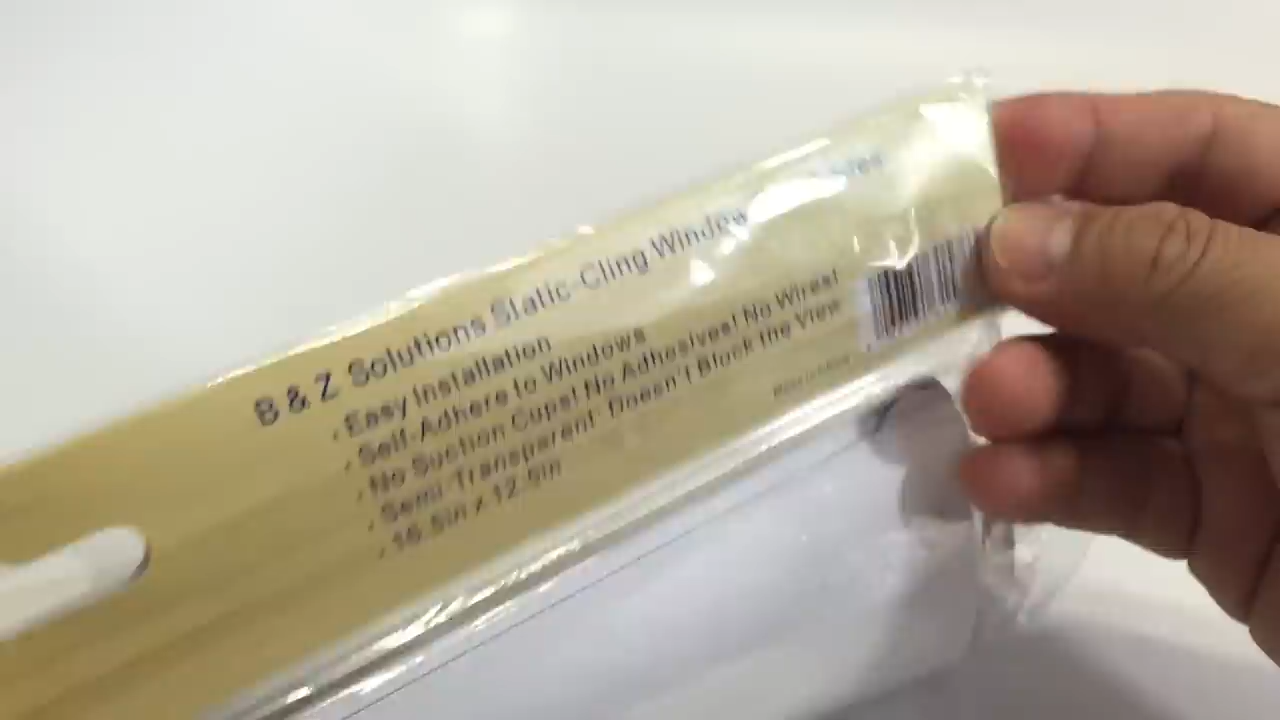 B & Z Solutions Static-Cling Window
· Easy Installation
· Self-Adhere to Windows
· No Suction Cups! No Adhesives! No Wires!
· Semi Transparent· Doesn't Block the View
· 16.5in x 12.5in